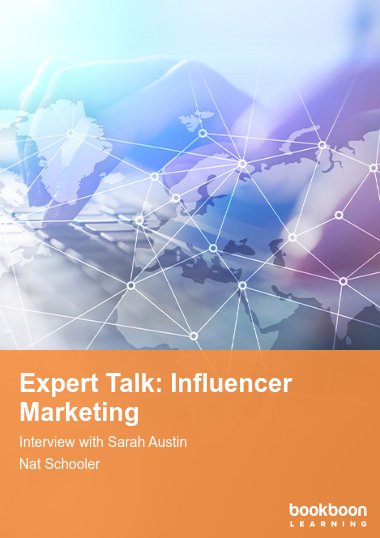 Expert Talk: Influencer
Marketing
Interview with Sarah Austin
Nat Schooler
bookboon
LEARNING